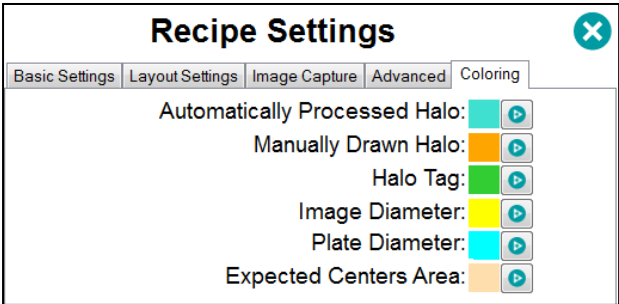 Recipe Settings
Basic Settings Layout Settings Image Capture Advanced Coloring
Automatically Processed Halo:
Manually Drawn Halo:
Halo Tag:
Image Diameter:
Plate Diameter:
Expected Centers Area: